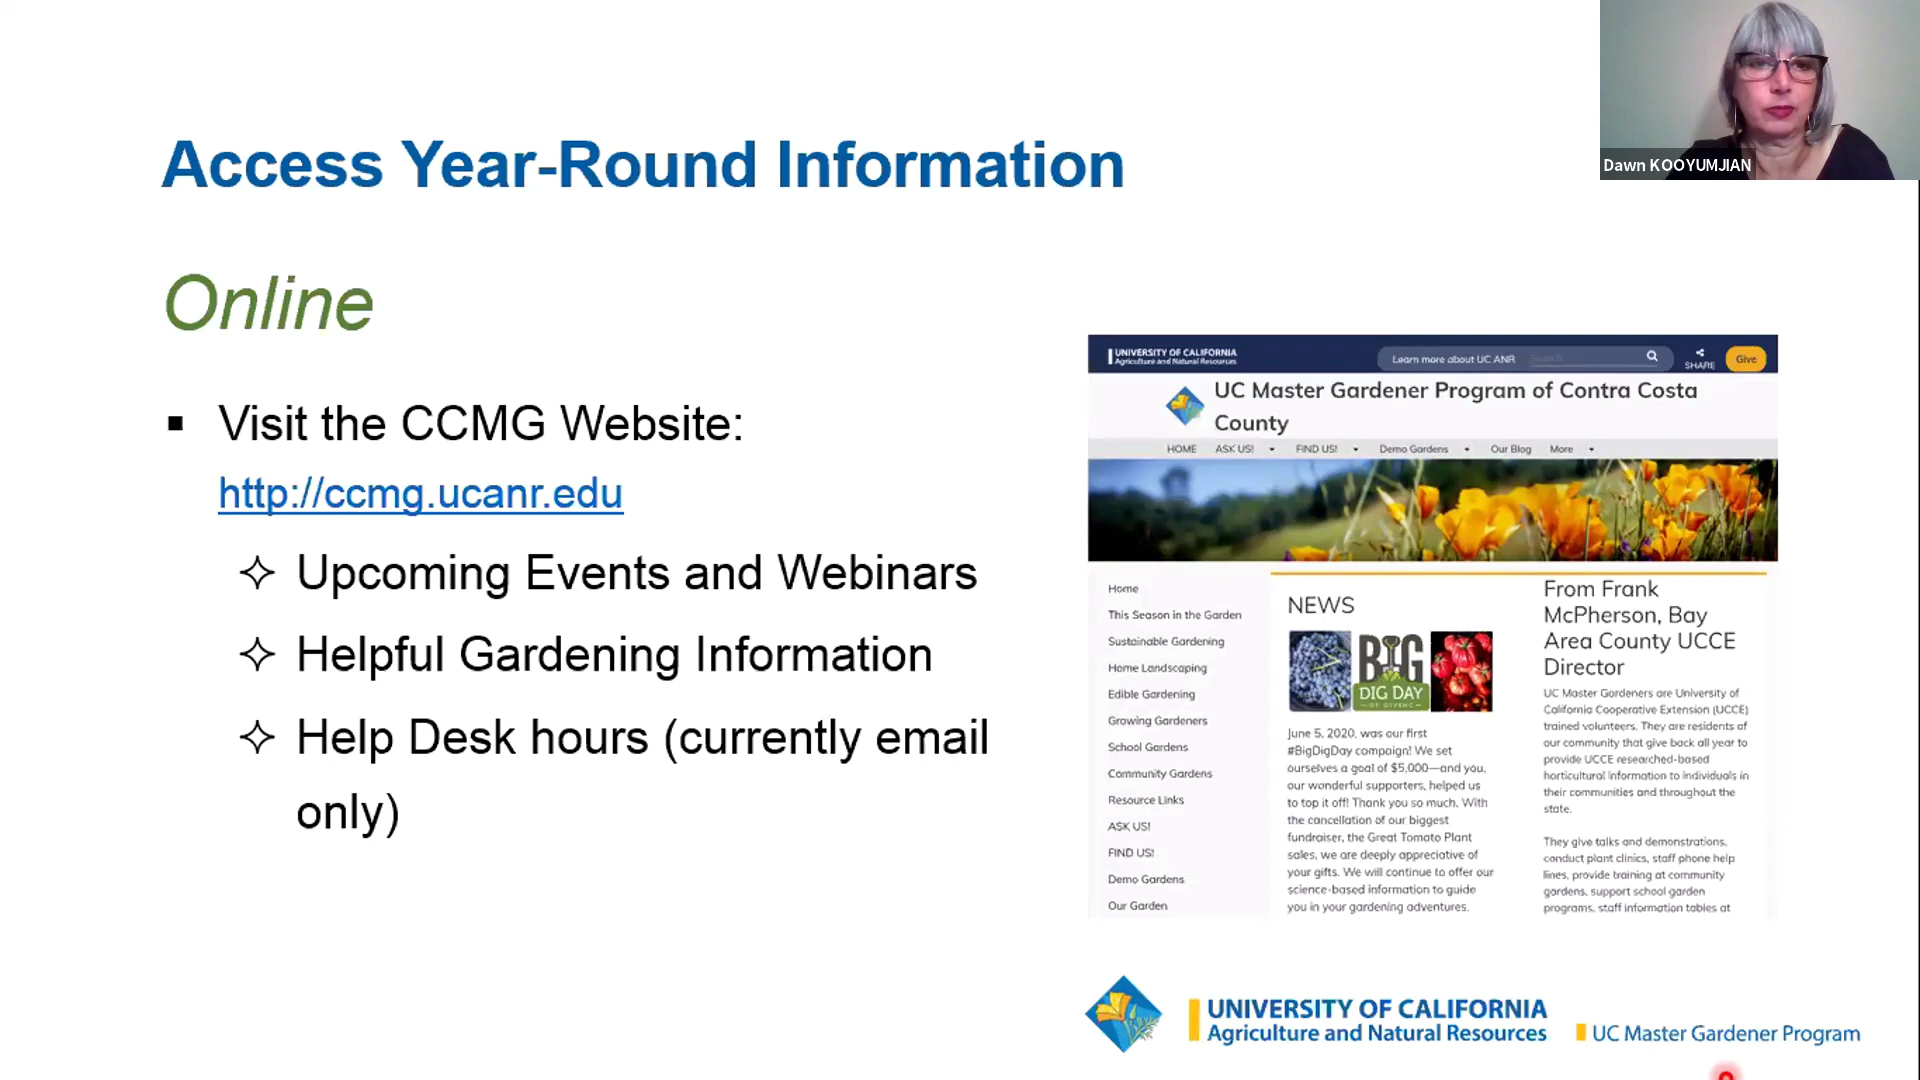 Dawn KOOYUMJIAN
Access Year-Round Information
Online
Visit the CCMG Website:
http://ccmg.ucanr.edu
Upcoming Events and Webinars
Helpful Gardening Information
Help Desk hours (currently email
only)
UNIVERSITY OF CALIFORNIA
Agriculture and Natural Resources
Learn more about UC ANR
SHARE
Give
UC Master Gardener Program of Contra Costa
County
HOME ASK US! FIND US! Demo Gardens Our Blog More
Home
This Season in the Garden
Sustainable Gardening
Home Landscaping
Edible Gardening
Growing Gardeners
School Gardens
Community Gardens
Resource Links
ASK US!
FIND US!
Demo Gardens
Our Garden
NEWS
BIG
DIG DAY
OF GIVING
June 5, 2020, was our first
#BigDigDay campaign! We set
ourselves a goal of $5,000—and you,
our wonderful supporters, helped us
to top it off! Thank you so much. With
the cancellation of our biggest
fundraiser, the Great Tomato Plant
sales, we are deeply appreciative of
your gifts. We will continue to offer our
science-based information to guide
you in your gardening adventures.
From Frank
McPherson, Bay
Area County UCCE
Director
UC Master Gardeners are University of
California Cooperative Extension (UCCE)
trained volunteers. They are residents of
our community that give back all year to
provide UCCE researched-based
horticultural information to individuals in
their communities and throughout the
state.
They give talks and demonstrations,
conduct plant clinics, staff phone help
lines, provide training at community
gardens, support school garden
programs, staff information tables at
UNIVERSITY OF CALIFORNIA
Agriculture and Natural Resources
UC Master Gardener Program